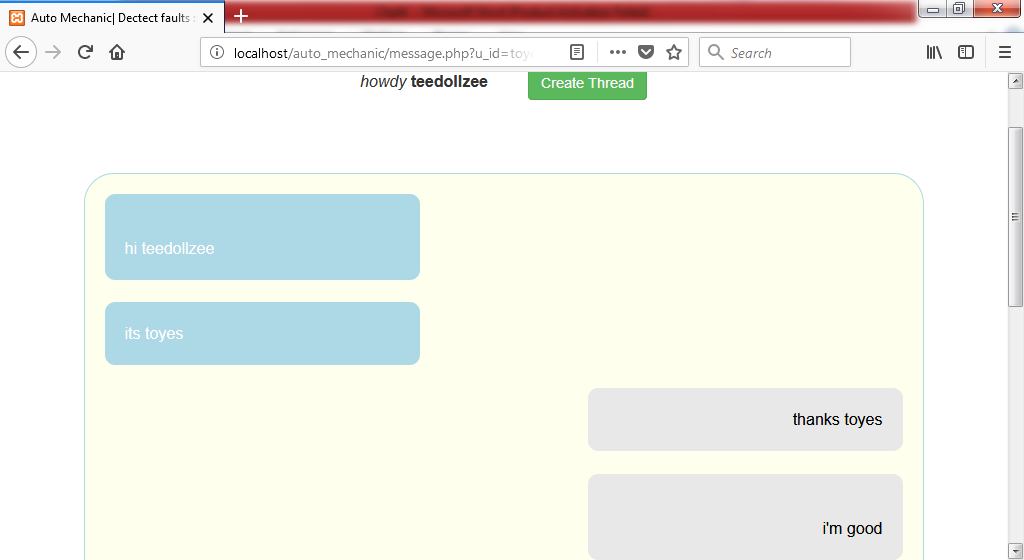 Auto Mechanic| Dectect faults
localhost/auto_mechanic/message.php?u_id=toy
Search
howdy teedollzee
Create Thread
hi teedollzee
its toyes
thanks toyes
i'm good